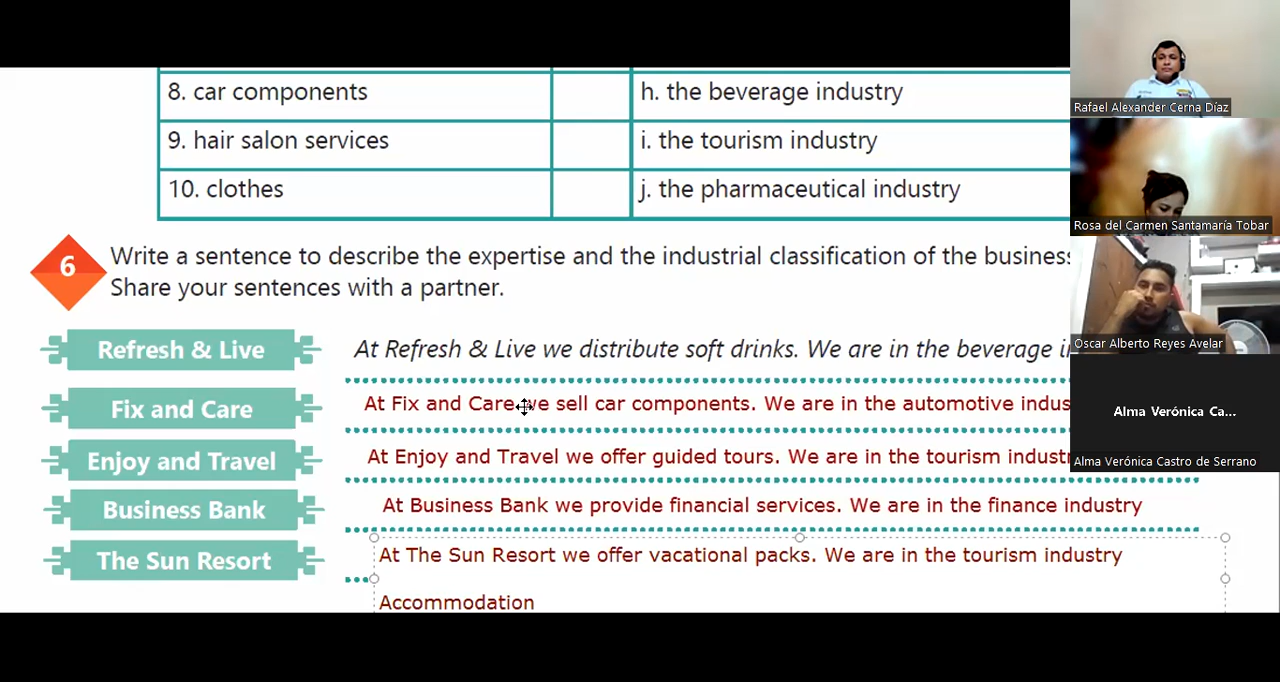 8. car components h. the beverage industry
9. hair salon services i. the tourism industry
10. clothes j. the pharmaceutical industry
6 Write a sentence to describe the expertise and the industrial classification of the business
Share your sentences with a partner.
Refresh & Live At Refresh & Live we distribute soft drinks. We are in the beverage
Fix and Care At Fix and Care we sell car components. We are in the automotive
Enjoy and Travel At Enjoy and Travel we offer guided tours. We are in the tourism
Business Bank At Business Bank we provide financial services. We are in the finance industry
The Sun Resort At The Sun Resort we offer vacational packs. We are in the tourism industry
Accommodation
Rafael Alexander Cerna Díaz
Rosa del Carmen Santamaría Tobar
Oscar Alberto Reyes Avelar
Alma Verónica Ca...
Alma Verónica Castro de Serrano